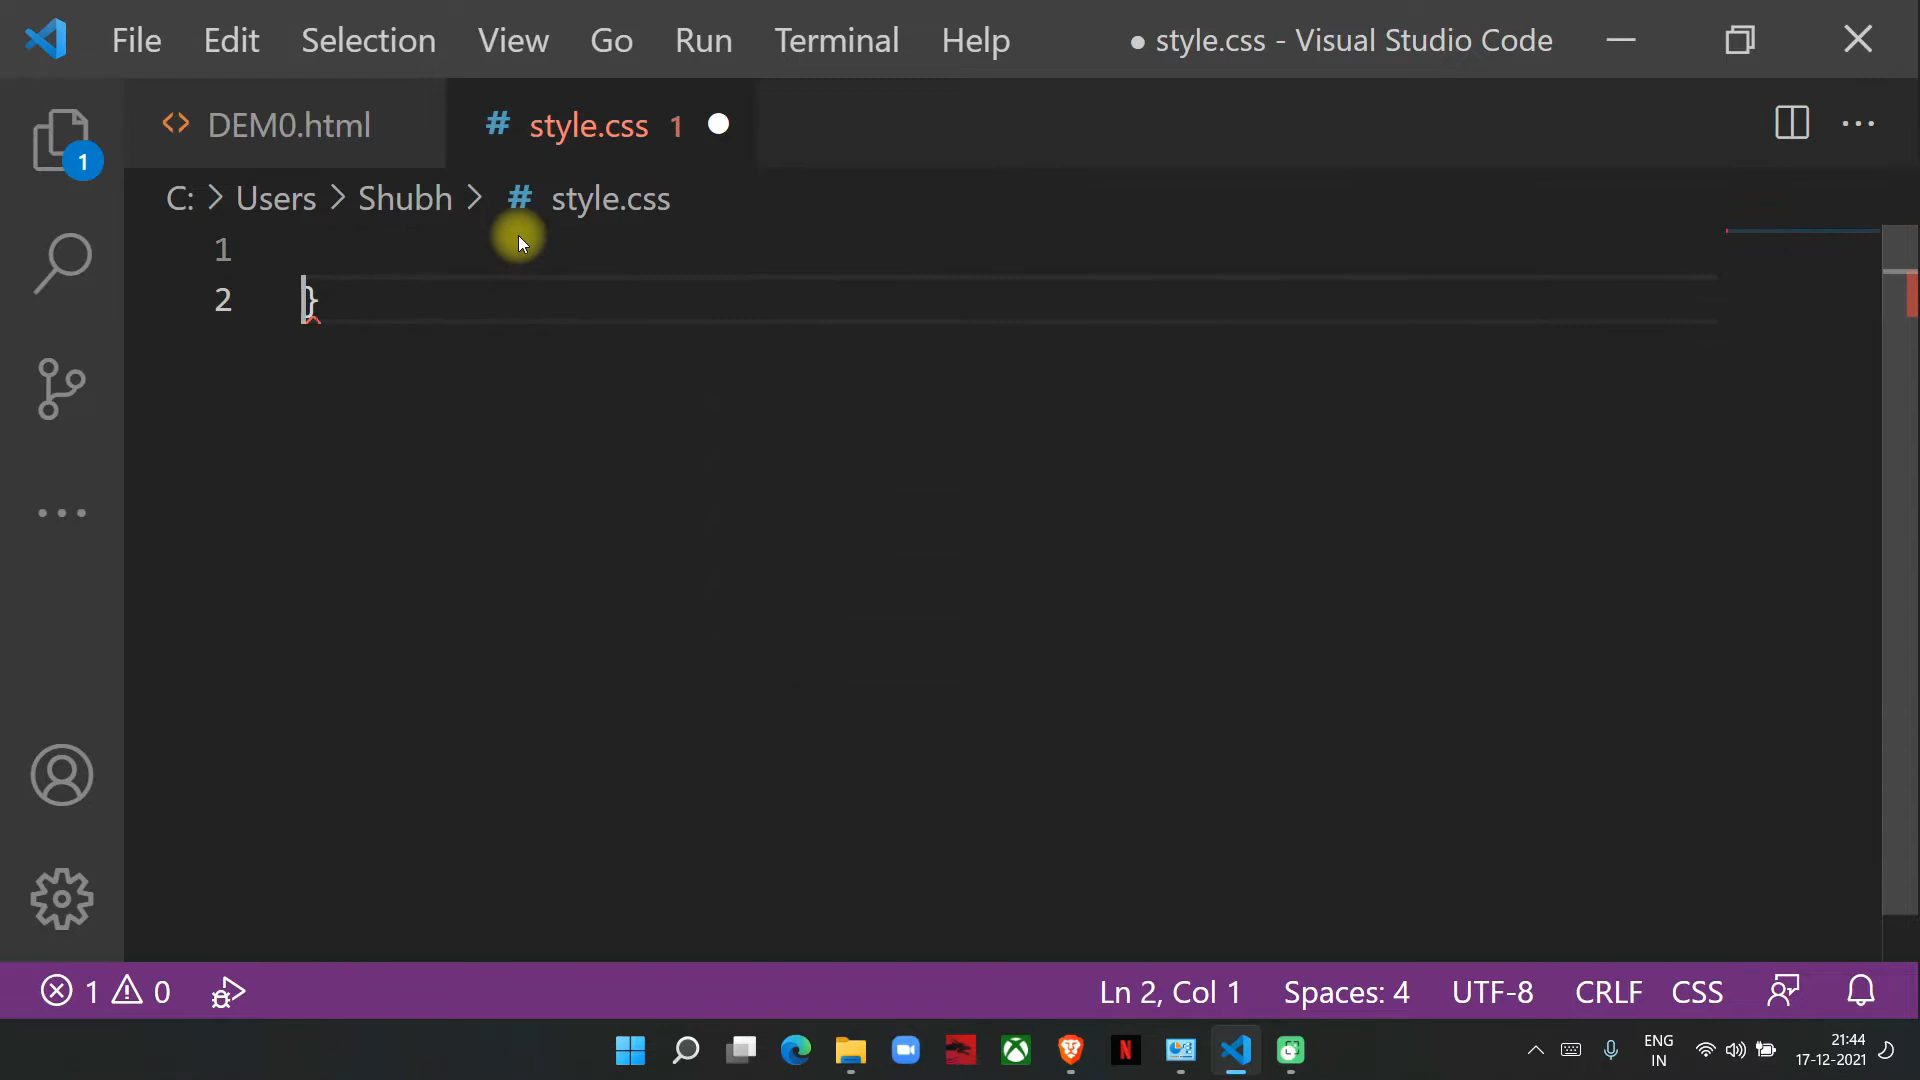 File Edit Selection View Go Run Terminal Help ● style.css - Visual Studio Code
DEM0.html # style.css 1
C: > Users > Shubh > # style.css
1
1
2 }
1 0 Ln 2, Col 1 Spaces: 4 UTF-8 CRLF CSS
N ENG 21:44
IN 17-12-2021